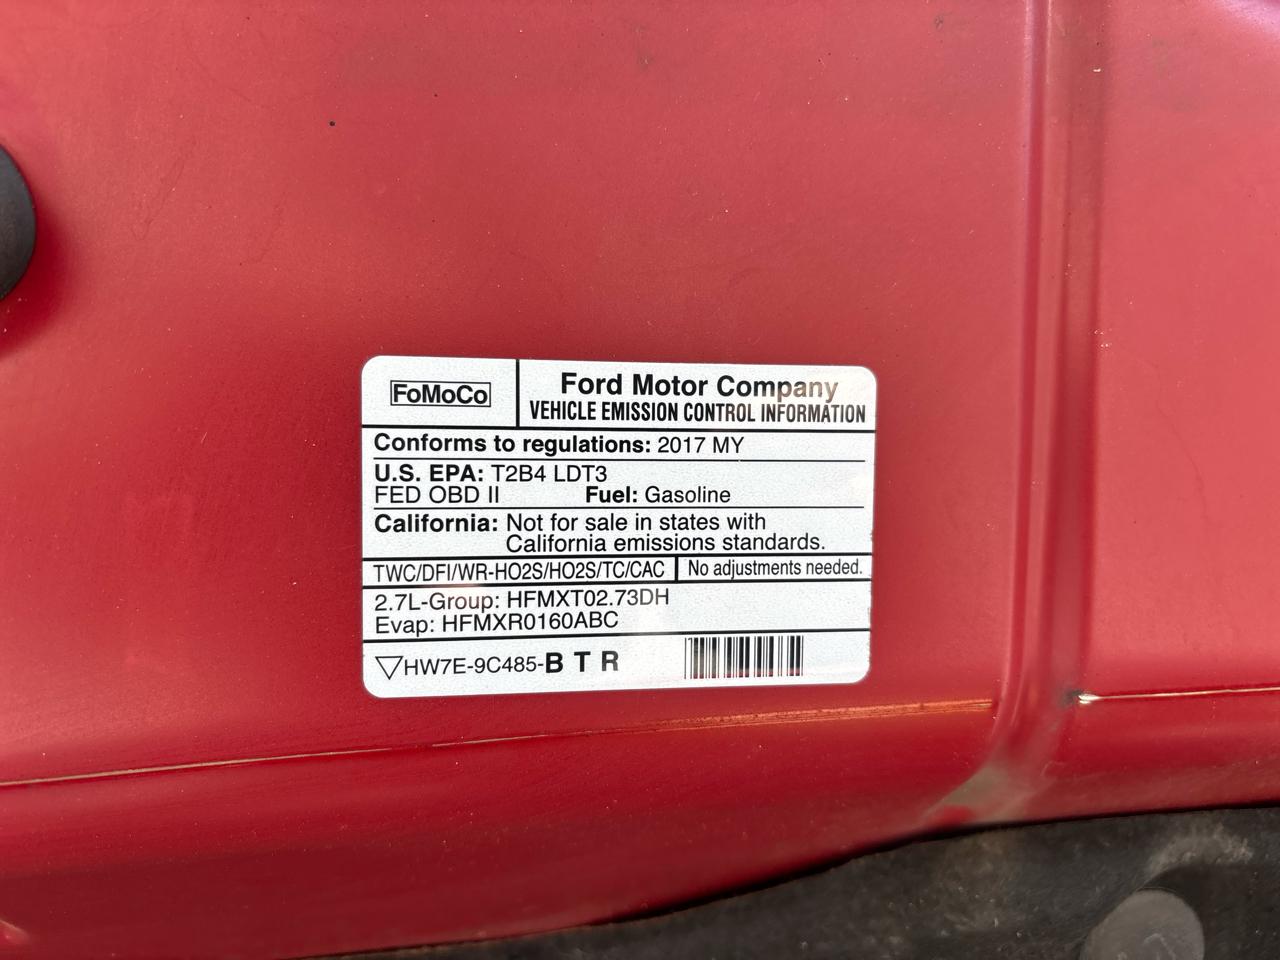 FoMoCo
Ford Motor Company
VEHICLE EMISSION CONTROL INFORMATION
Conforms to regulations: 2017 MY
U.S. EPA: T2B4 LDT3
FED OBD II Fuel: Gasoline
California: Not for sale in states with
California emissions standards.
TWC/DFI/WR-HO2S/HO2S/TC/CAC No adjustments needed.
2.7L-Group: HFMXT02.73DH
Evap: HFMXR0160ABC
▽HW7E-9C485-B T R